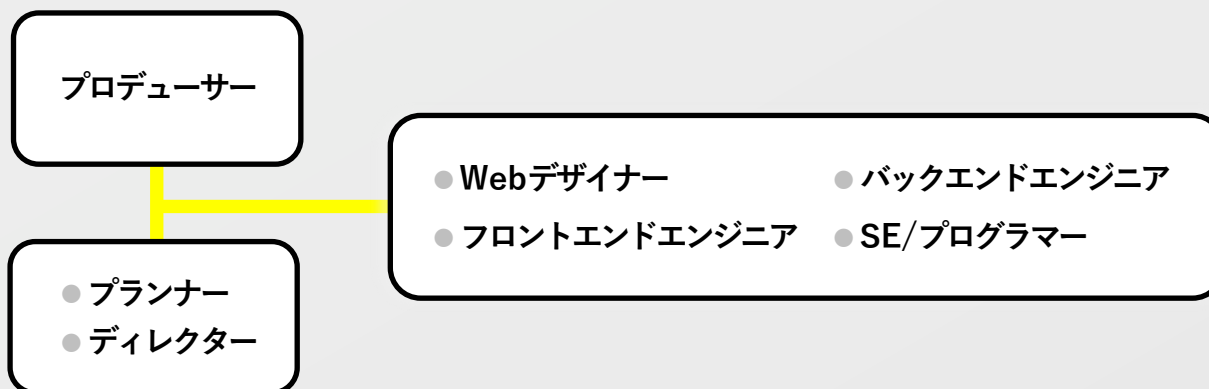 プロデューサー
Webデザイナー
バックエンドエンジニア
フロントエンドエンジニア
SE/プログラマー
プランナー
ディレクター